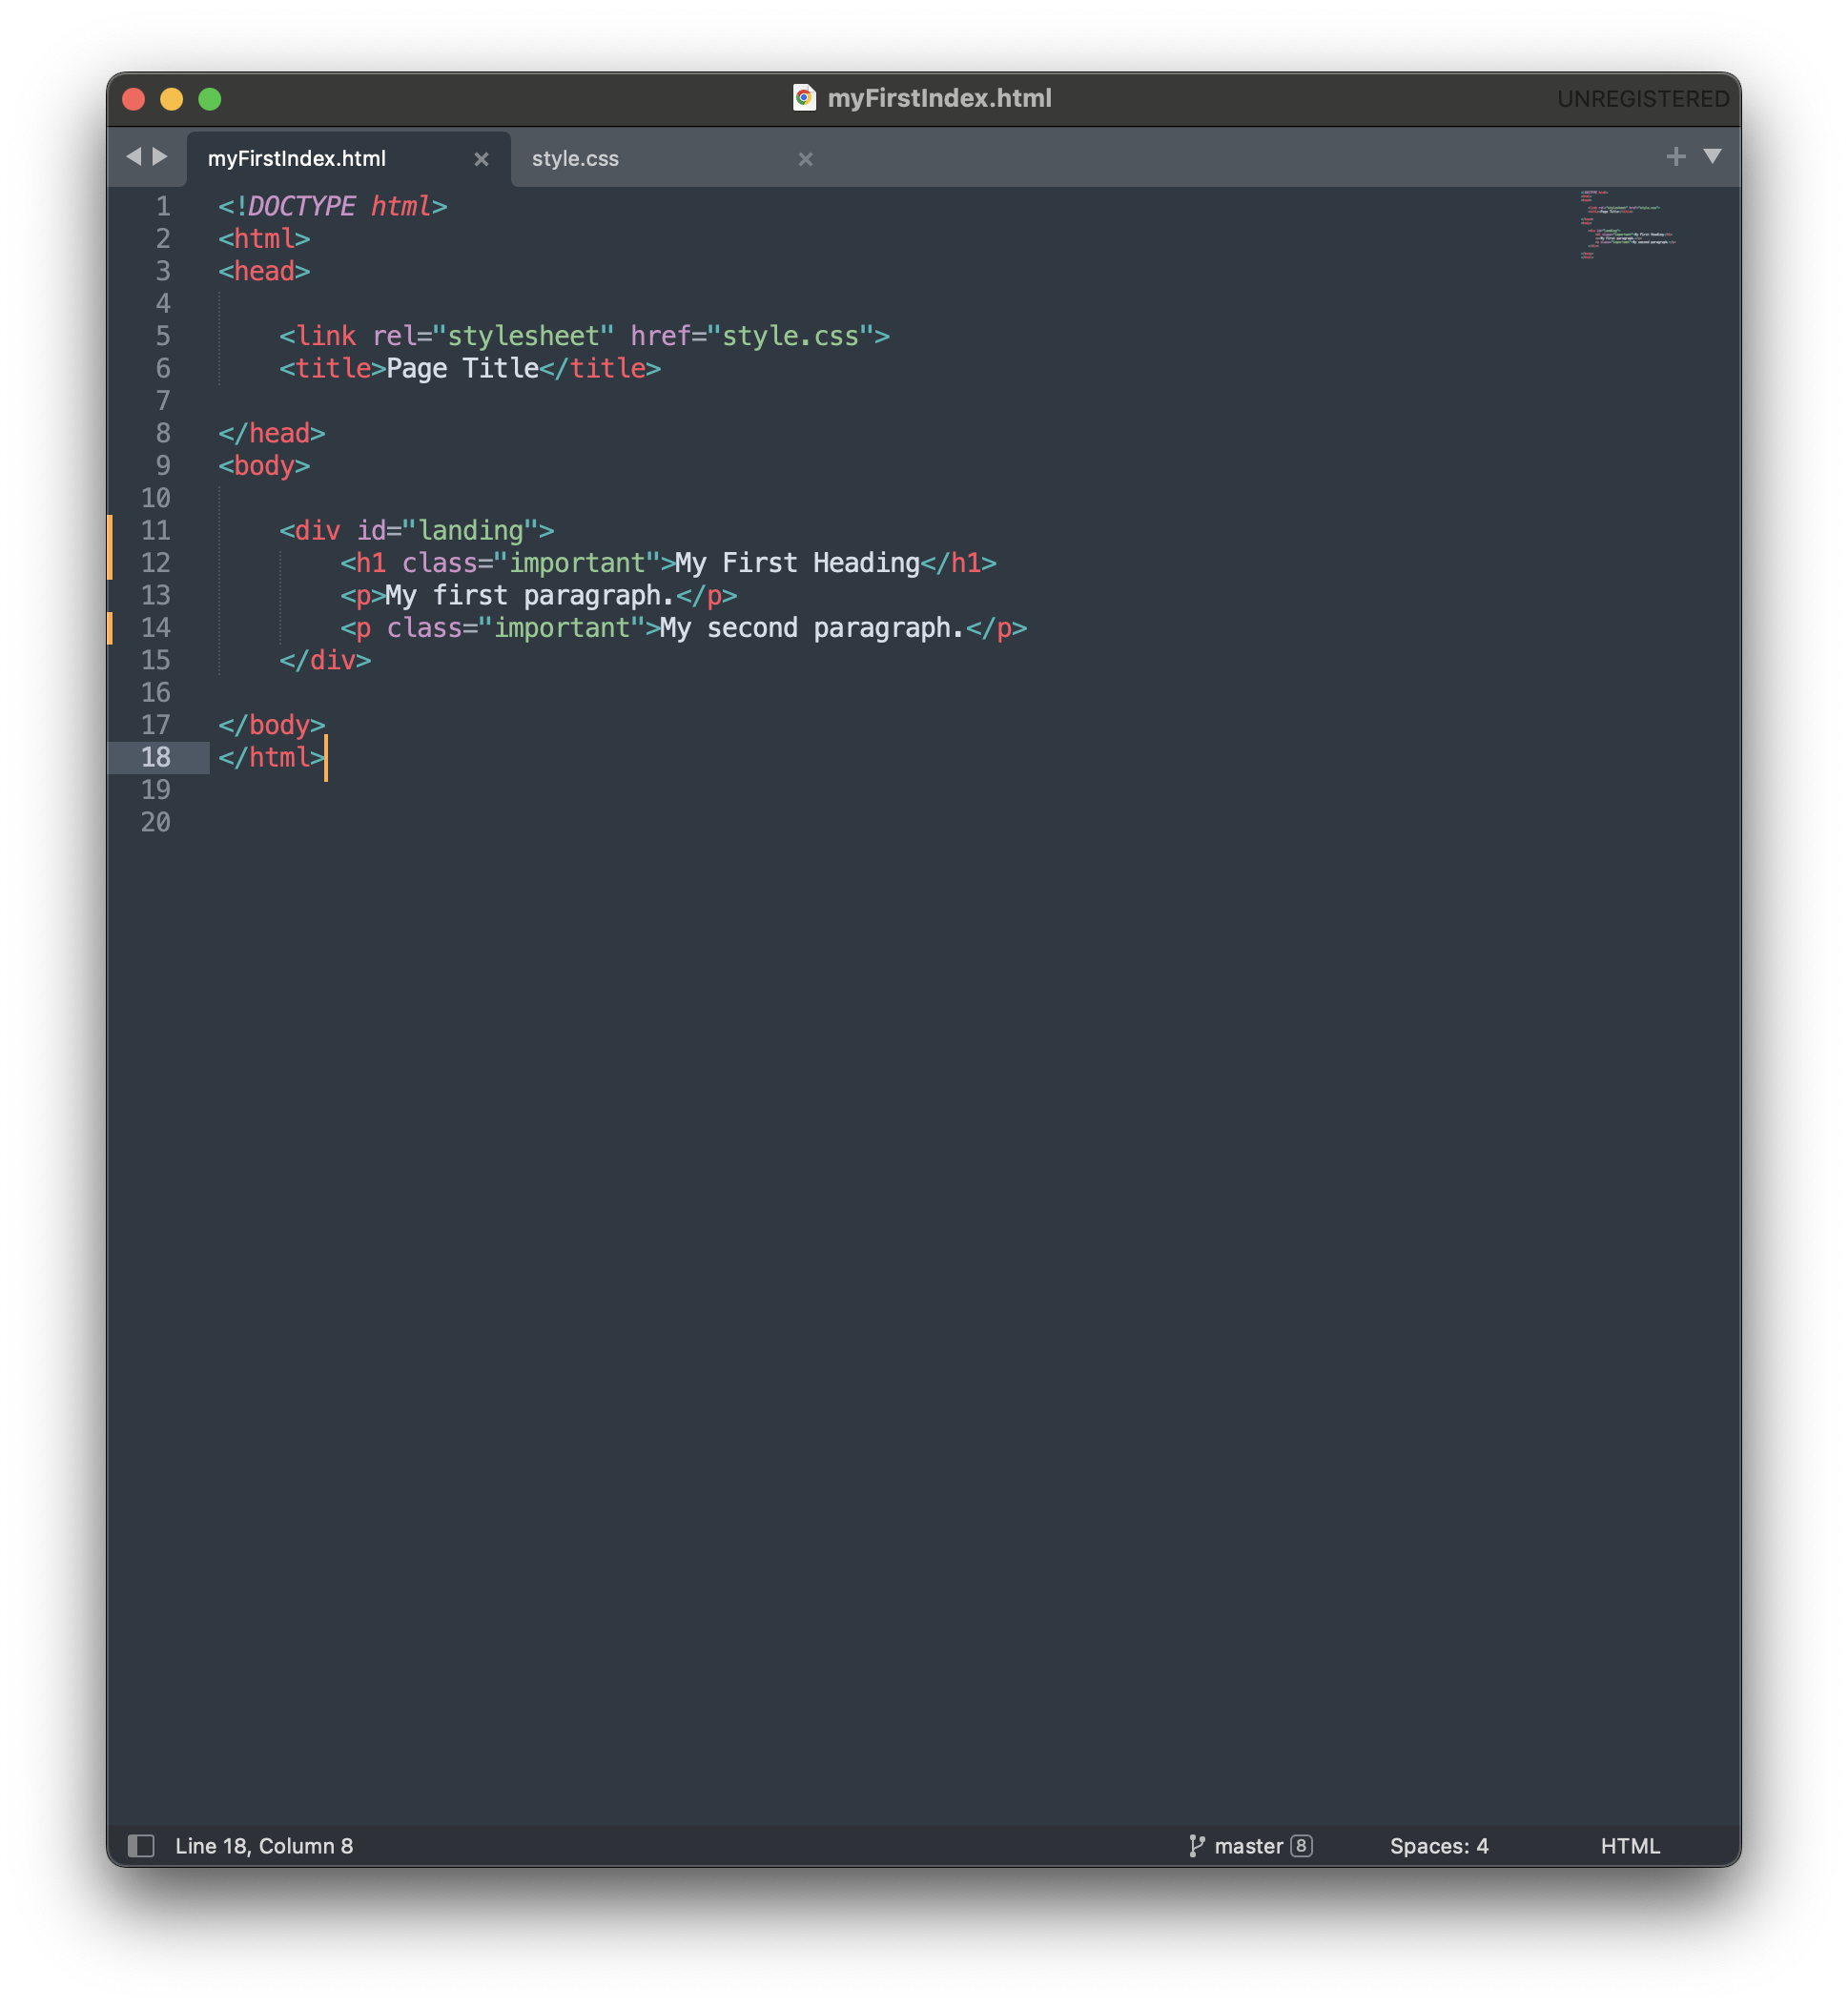 myFirstIndex.html
UNREGISTERED
myFirstIndex.html
style.css
1 <!DOCTYPE html>
2 <html>
3 <head>
4
5     <link rel="stylesheet" href="style.css">
6     <title>Page Title</title>
7
8 </head>
9 <body>
10
11     <div id="landing">
12         <h1 class="important">My First Heading</h1>
13         <p>My first paragraph.</p>
14         <p class="important">My second paragraph.</p>
15     </div>
16
17 </body>
18 </html>
19
20
Line 18, Column 8
master 8
Spaces: 4
HTML